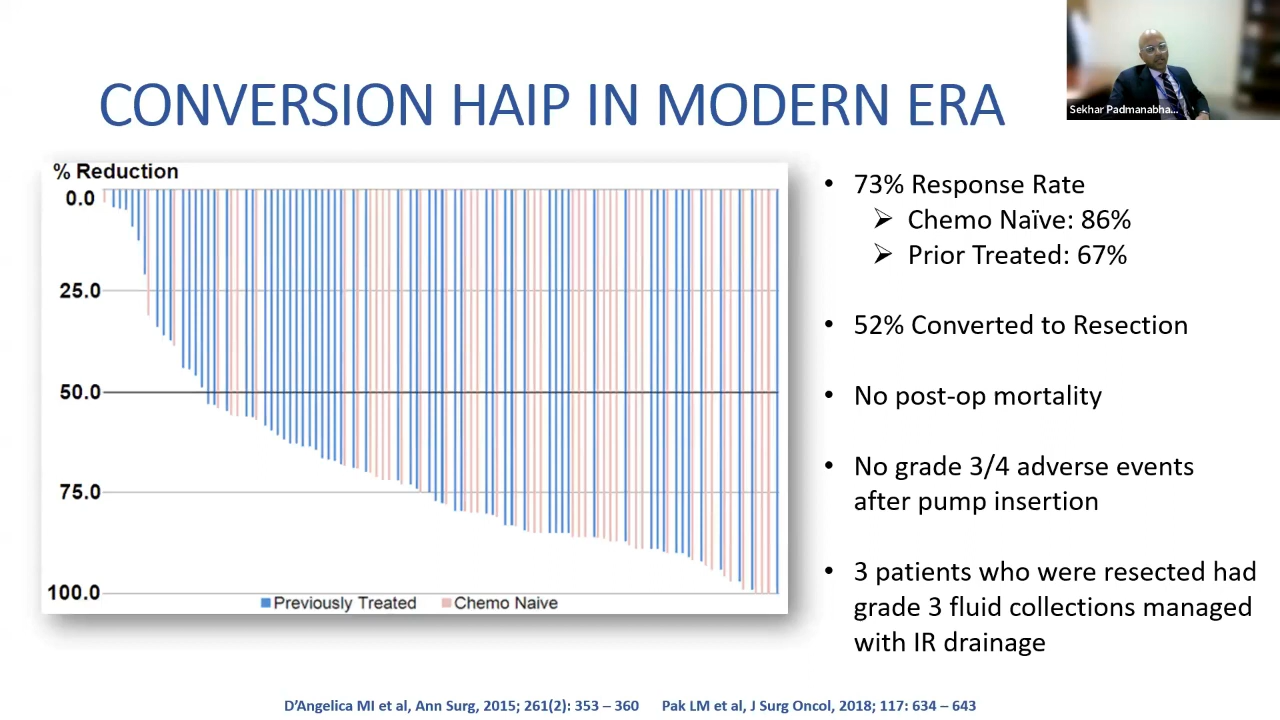 Sekhar Padmanabha...
CONVERSION HAIP IN MODERN ERA
% Reduction
0.0
25.0
50.0
75.0
100.0
Previously Treated
Chemo Naive
• 73% Response Rate
➢ Chemo Naïve: 86%
➢ Prior Treated: 67%
• 52% Converted to Resection
• No post-op mortality
• No grade 3/4 adverse events
after pump insertion
• 3 patients who were resected had
grade 3 fluid collections managed
with IR drainage
D'Angelica MI et al, Ann Surg, 2015; 261(2): 353 – 360 Pak LM et al, J Surg Oncol, 2018; 117: 634 – 643